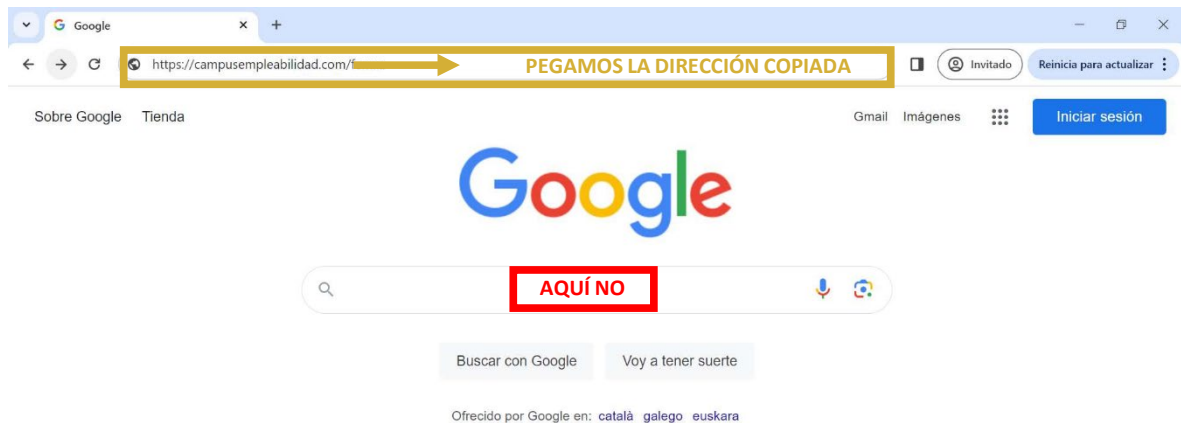 Google
https://campusempleabilidad.com/
PEGAMOS LA DIRECCIÓN COPIADA
Invitado
Reinicia para actualizar
Sobre Google Tienda
Gmail Imágenes
Iniciar sesión
Google
AQUÍ NO
Buscar con Google Voy a tener suerte
Ofrecido por Google en: català galego euskara